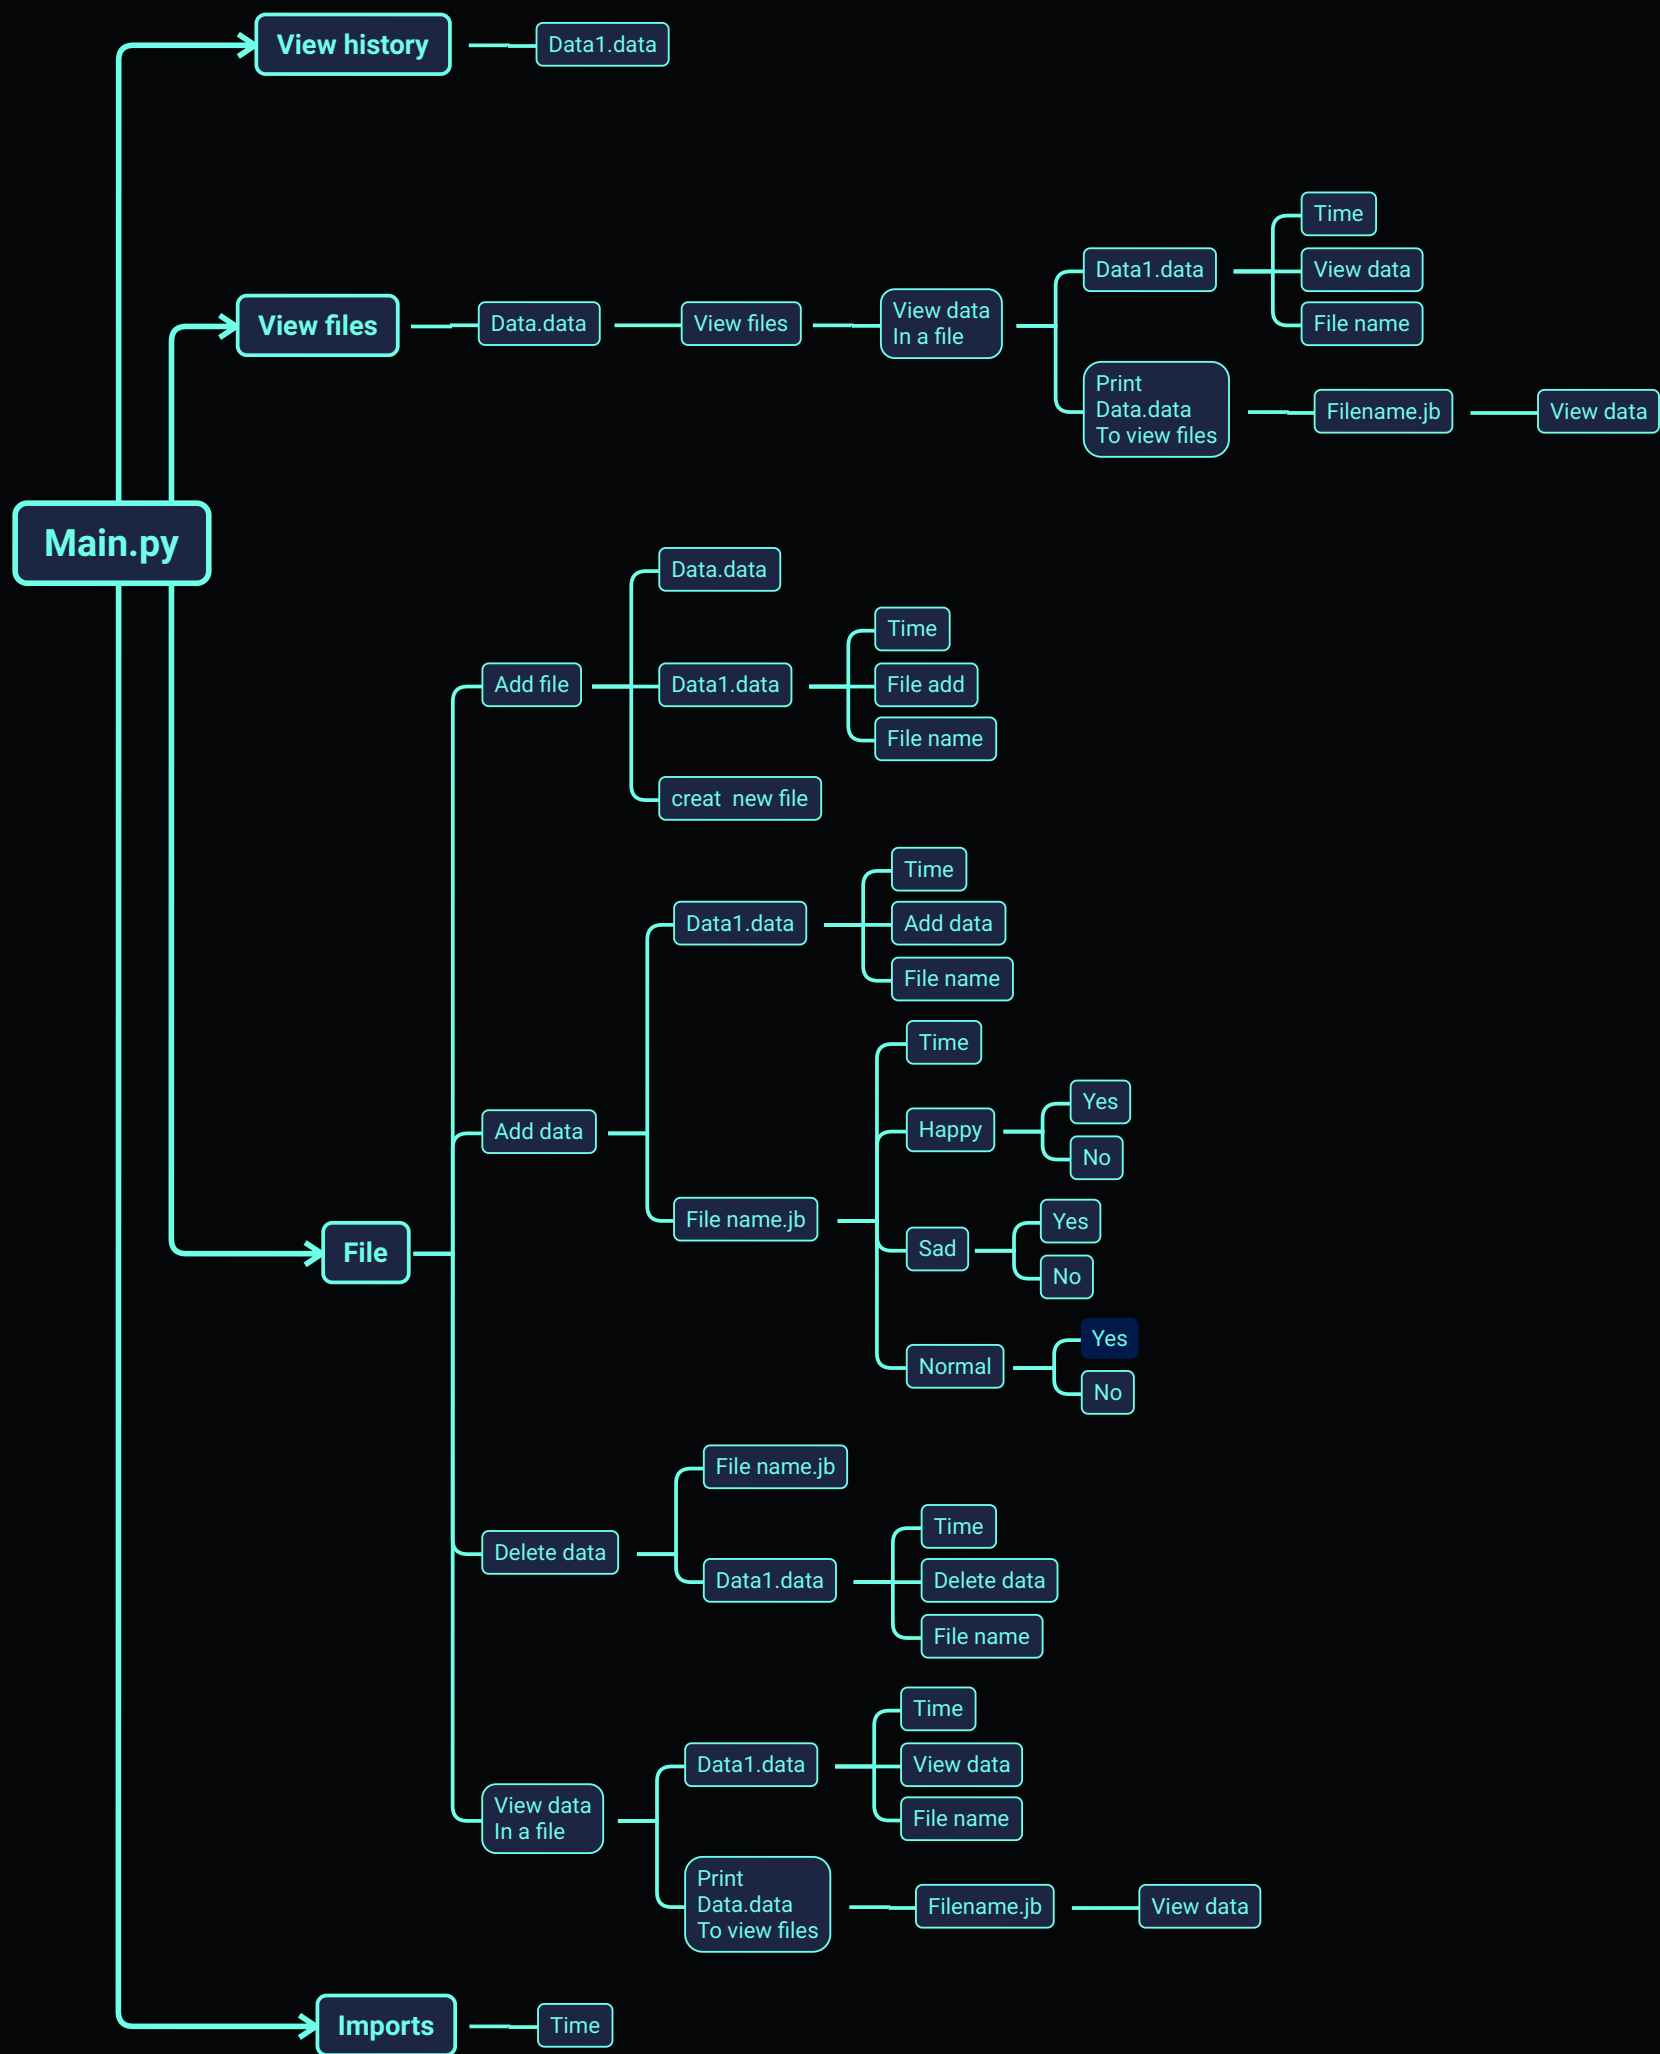 View history
Data1.data
Time
Data1.data
View data
View files
Data.data
View files
View data
In a file
File name
Print
Data.data
To view files
Filename.jb
View data
Main.py
Data.data
Time
Add file
Data1.data
File add
File name
creat  new file
Time
Data1.data
Add data
File name
Time
Yes
Add data
Happy
No
File name.jb
Yes
File
Sad
No
Yes
Normal
No
File name.jb
Time
Delete data
Data1.data
Delete data
File name
Time
Data1.data
View data
View data
In a file
File name
Print
Data.data
To view files
Filename.jb
View data
Imports
Time